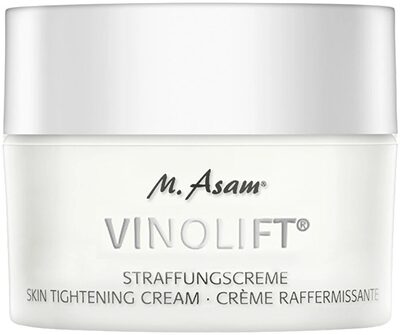 M. Asam®
VINOLIFT®
STRAFFUNGSCREME
SKIN TIGHTENING CREAM · CRÈME RAFFERMISSANTE